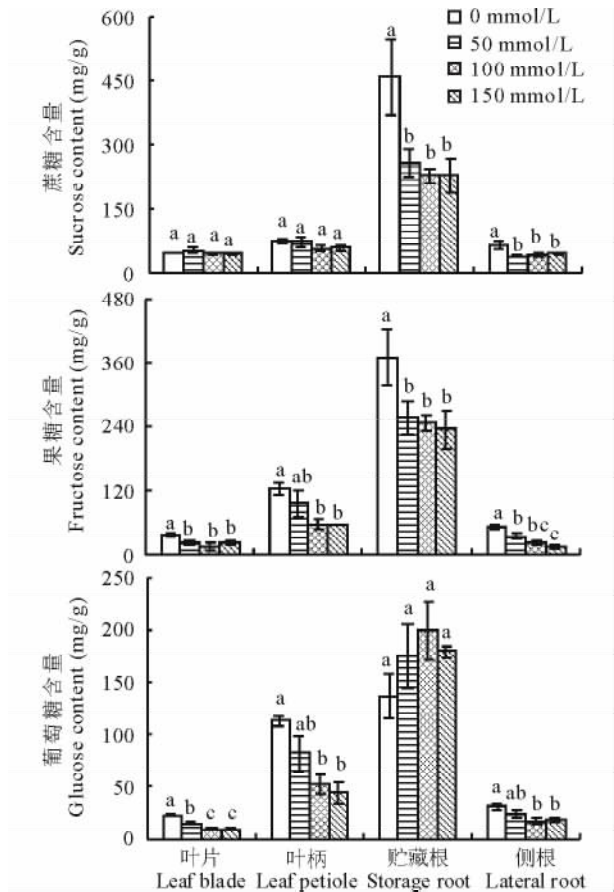 600
a
0 mmol/L
50 mmol/L
100 mmol/L
150 mmol/L
450
300
b b b
150
a a a a
a a a a
a b b b
0
蔗糖含量
Sucrose content (mg/g)
480
a
360
b b b
240
a ab b b
120
a b b b
a b bc c
0
果糖含量
Fructose content (mg/g)
250
a a a a
200
150
a ab b b
100
50
a b c c
a ab b b
0
葡萄糖含量
Glucose content (mg/g)
叶片 叶柄 贮藏根 侧根
Leaf blade Leaf petiole Storage root Lateral root